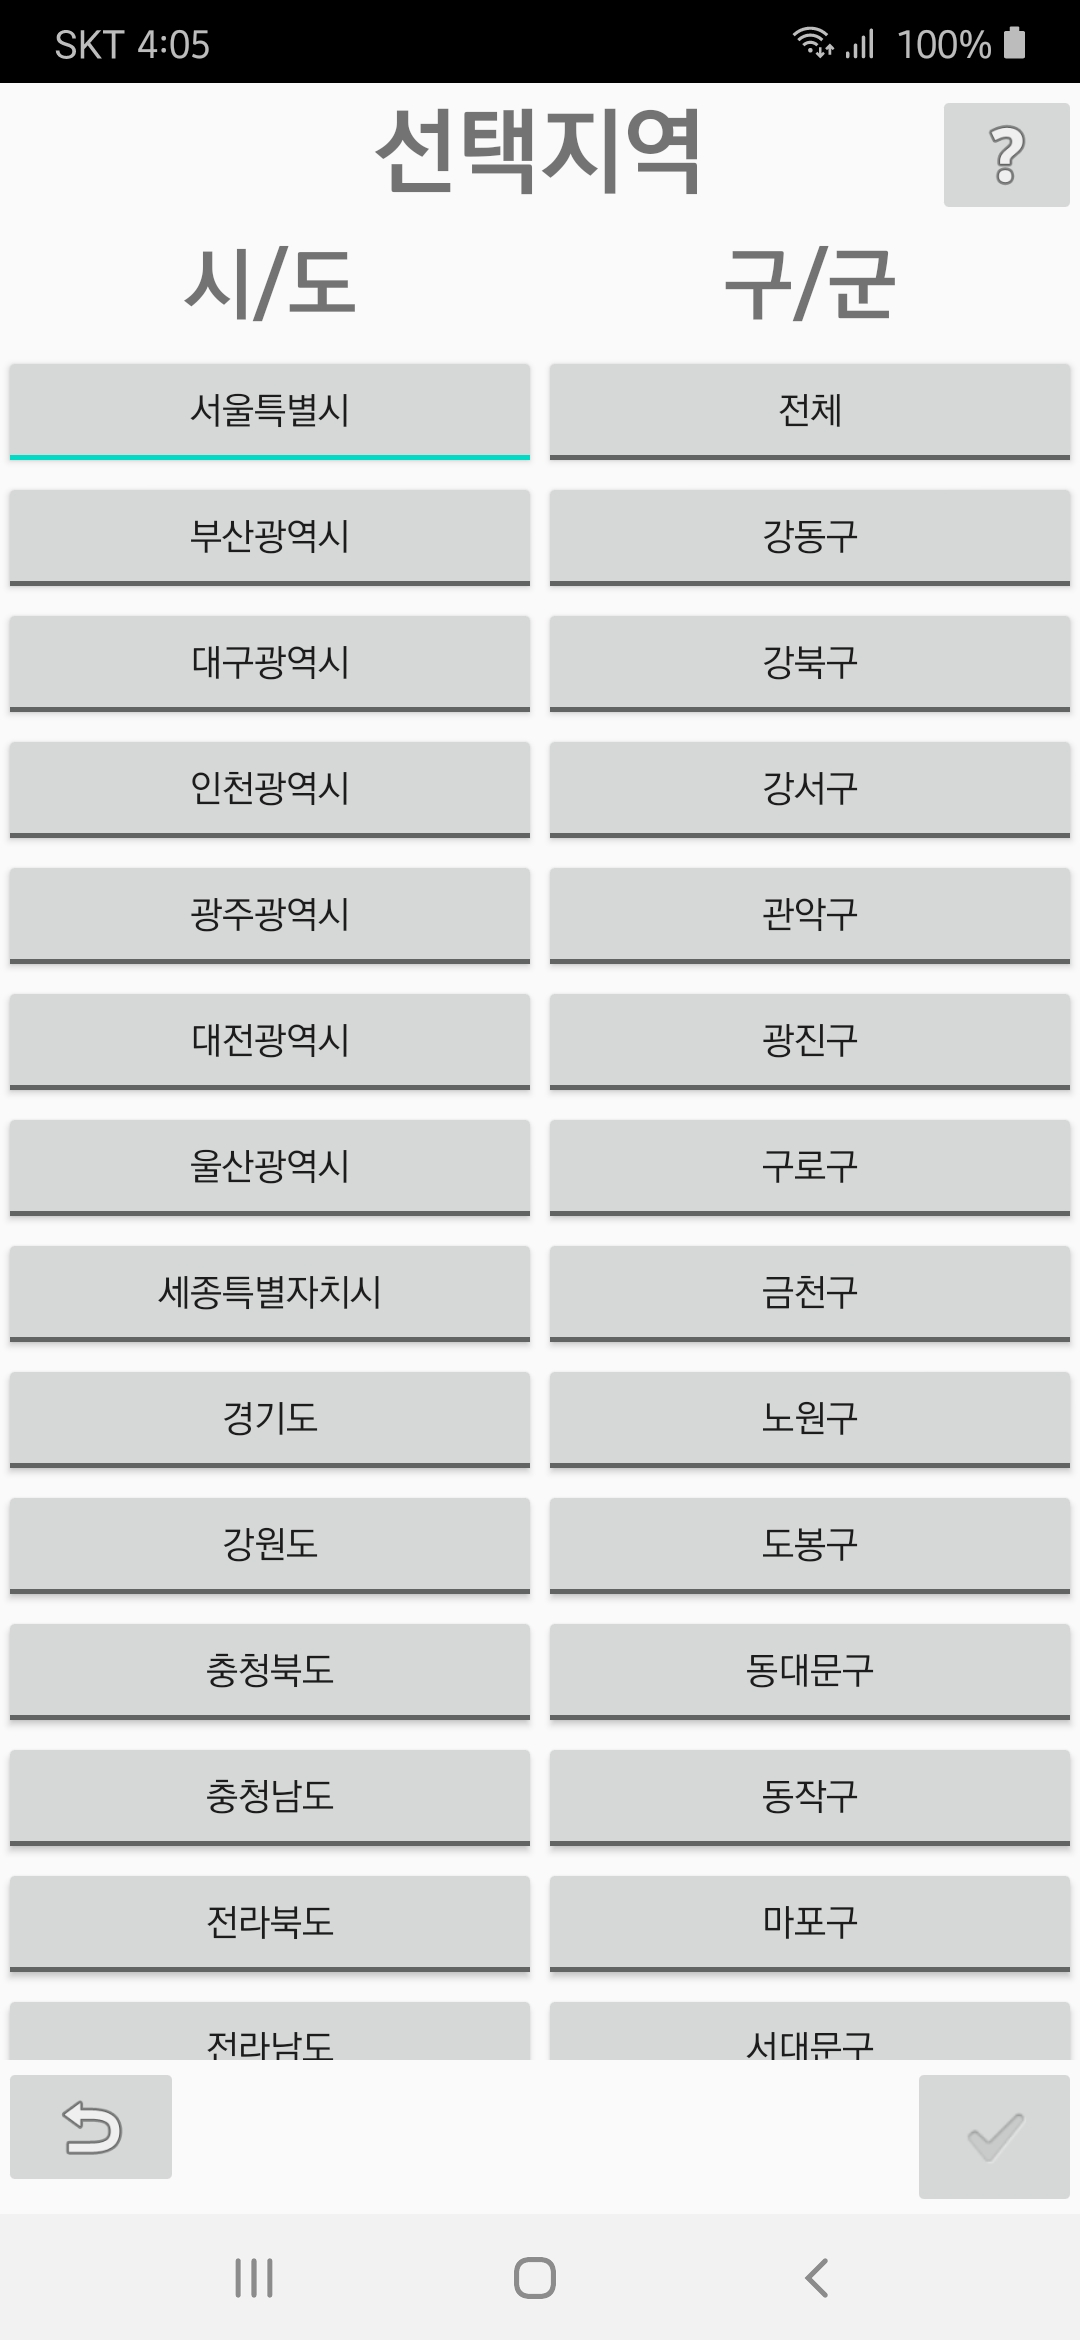 SKT 4:05 100%
선택지역
시/도 구/군
서울특별시 전체
부산광역시 강동구
대구광역시 강북구
인천광역시 강서구
광주광역시 관악구
대전광역시 광진구
울산광역시 구로구
세종특별자치시 금천구
경기도 노원구
강원도 도봉구
충청북도 동대문구
충청남도 동작구
전라북도 마포구
전라남도 서대문구